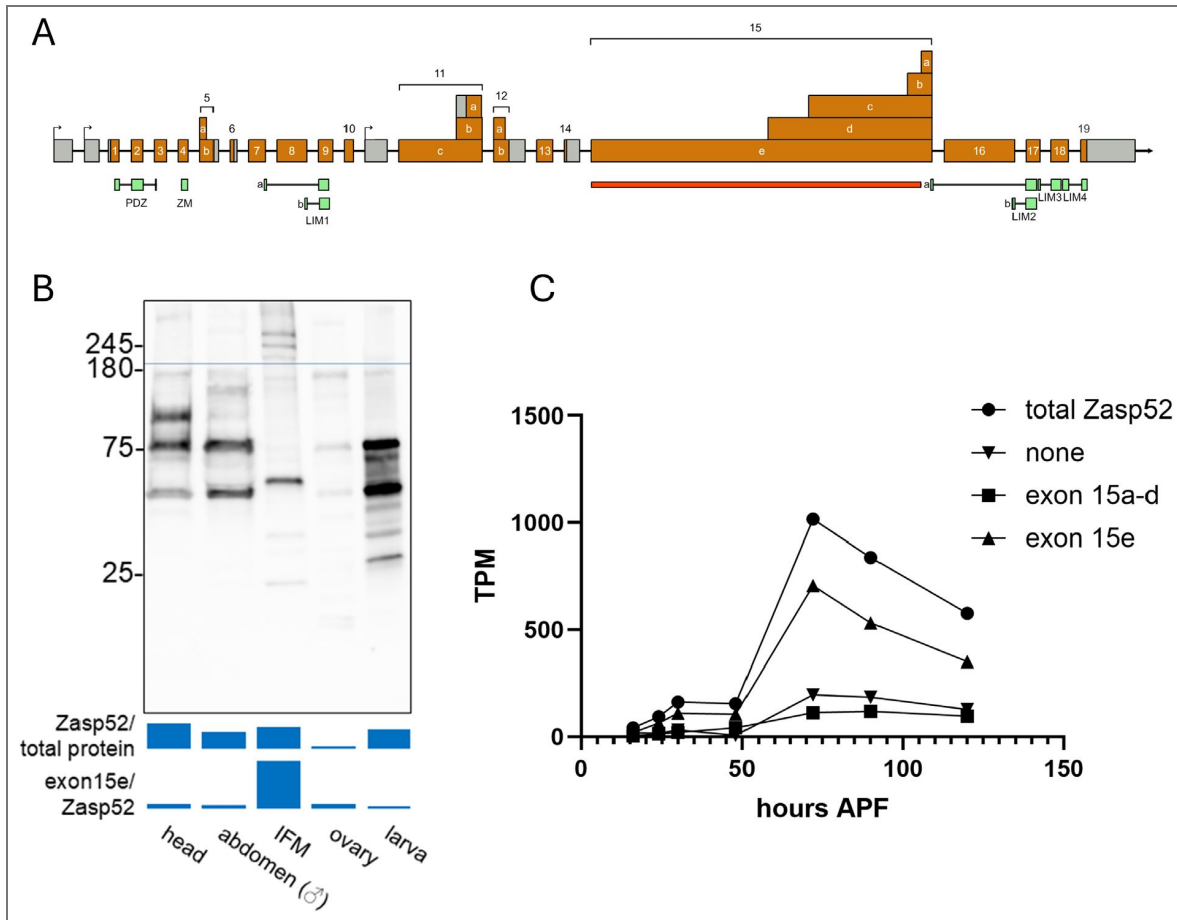 A
15
a
11
b
5
12
a
c
a
6
10
a
b
14
d
19
1 2 3 4 b 7 8 9 c b 13 e 16 17 18
a
a
PDZ ZM LIM3 LIM4
b
b
LIM1
LIM2
B
C
245-
180-
75-
25-
Zasp52/
total protein
exon15e/
Zasp52
head
abdomen (♂)
IFM
ovary
larva
1500
1000
500
0
TPM
0 50 100 150
hours APF
total Zasp52
none
exon 15a-d
exon 15e